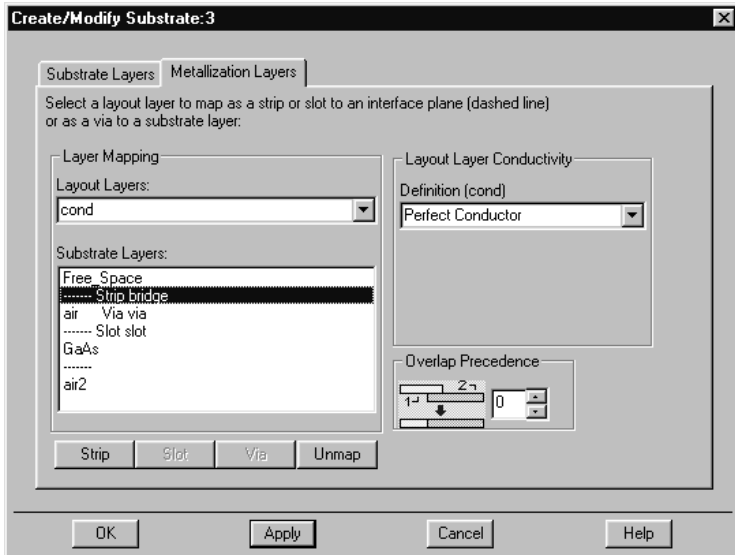 Create/Modify Substrate:3
Substrate Layers Metallization Layers
Select a layout layer to map as a strip or slot to an interface plane (dashed line)
or as a via to a substrate layer:
Layer Mapping
Layout Layers:
cond
Substrate Layers:
Free_Space
------- Strip bridge
air Via via
------- Slot slot
GaAs
-------
air2
Strip Slot Via Unmap
Layout Layer Conductivity
Definition (cond)
Perfect Conductor
Overlap Precedence
1 2
0
OK Apply Cancel Help